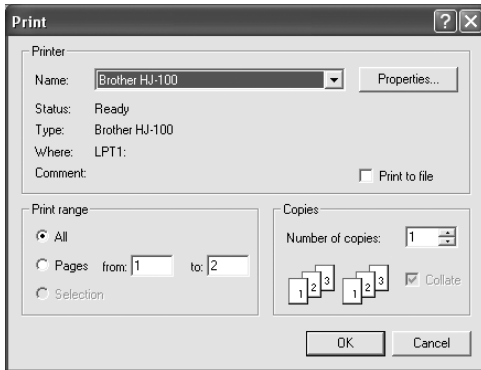 Print
Printer
Name: Brother HJ-100 Properties...
Status: Ready
Type: Brother HJ-100
Where: LPT1:
Comment: Print to file
Print range
All
Pages from: 1 to: 2
Selection
Copies
Number of copies: 1
1 2 3 1 2 3 Collate
OK Cancel